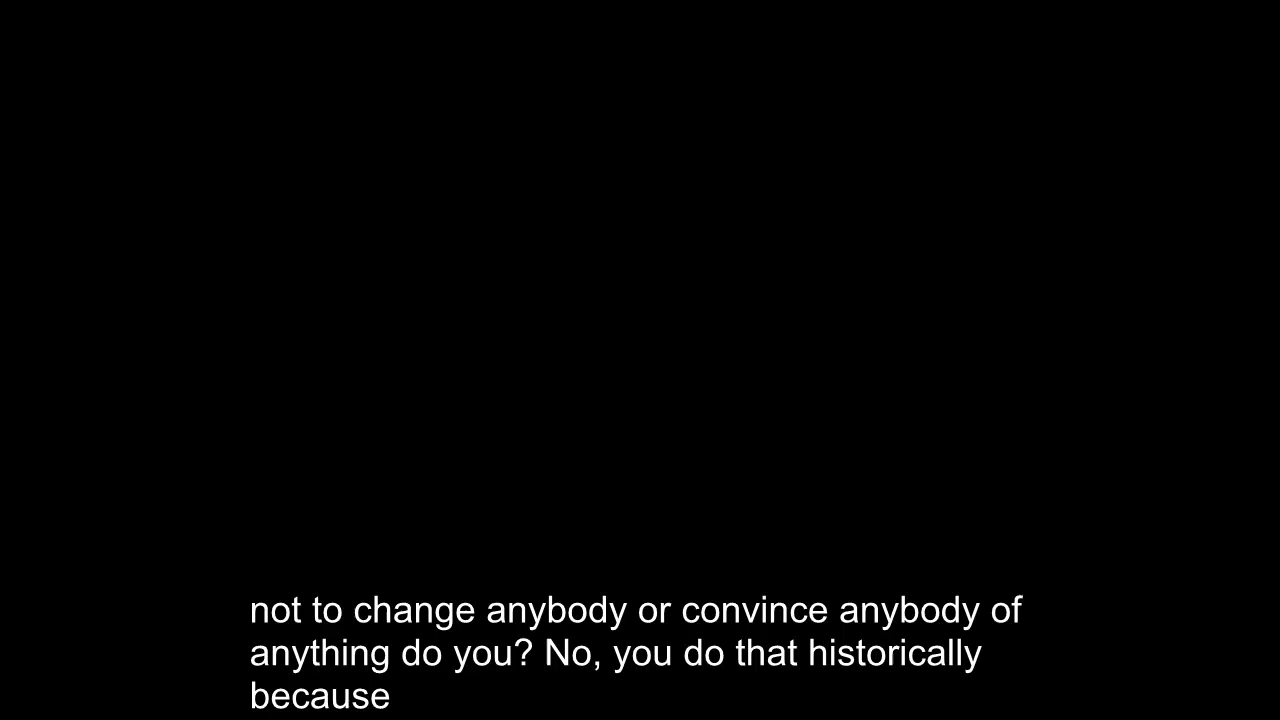 not to change anybody or convince anybody of
anything do you? No, you do that historically
because